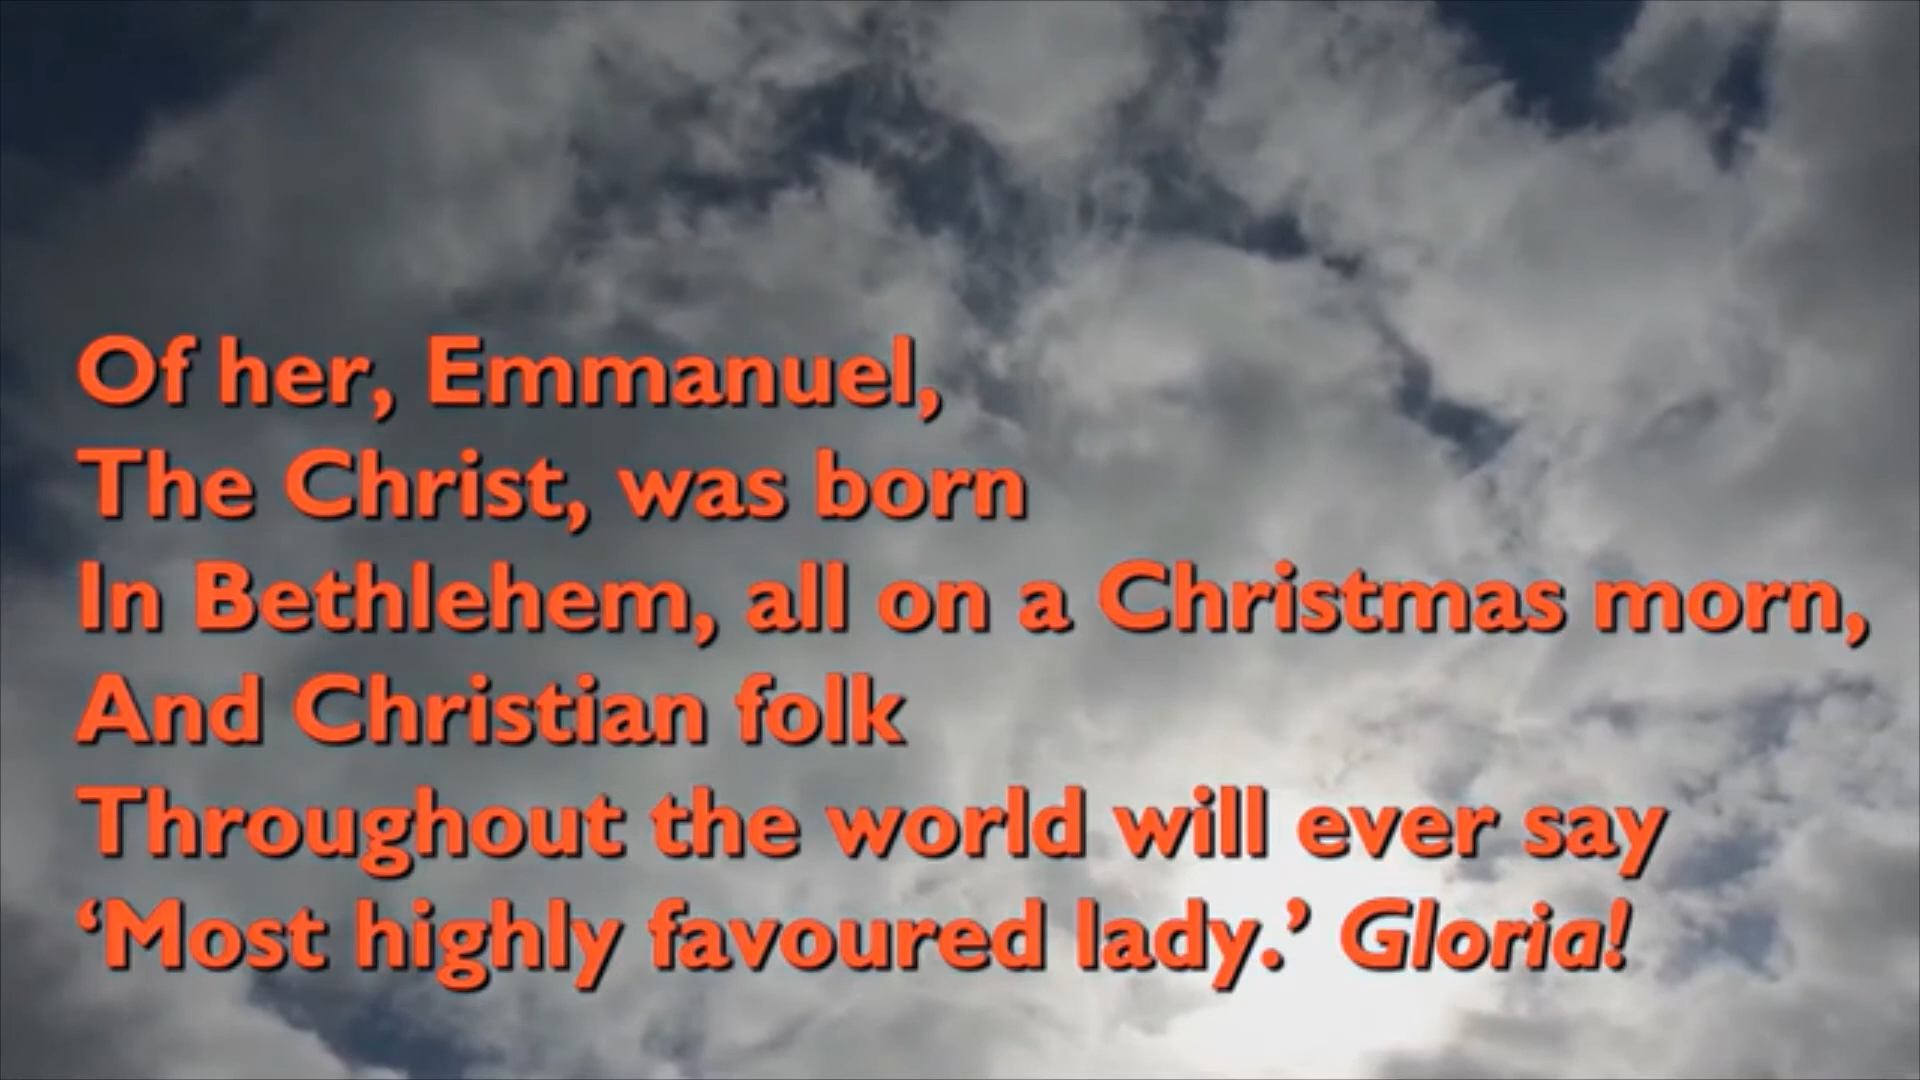 Of her, Emmanuel,
The Christ, was born
In Bethlehem, all on a Christmas morn,
And Christian folk
Throughout the world will ever say
‘Most highly favoured lady.’ Gloria!